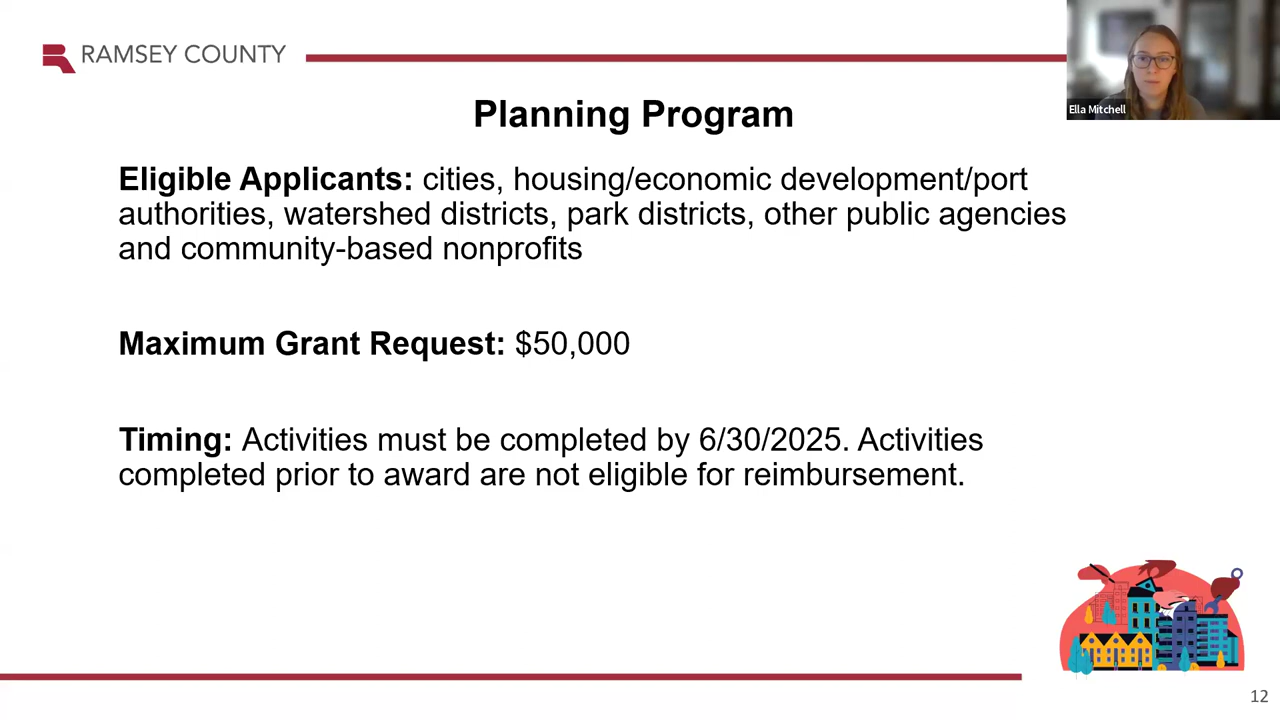 RAMSEY COUNTY
Ella Mitchell
Planning Program
Eligible Applicants: cities, housing/economic development/port
authorities, watershed districts, park districts, other public agencies
and community-based nonprofits
Maximum Grant Request: $50,000
Timing: Activities must be completed by 6/30/2025. Activities
completed prior to award are not eligible for reimbursement.
12